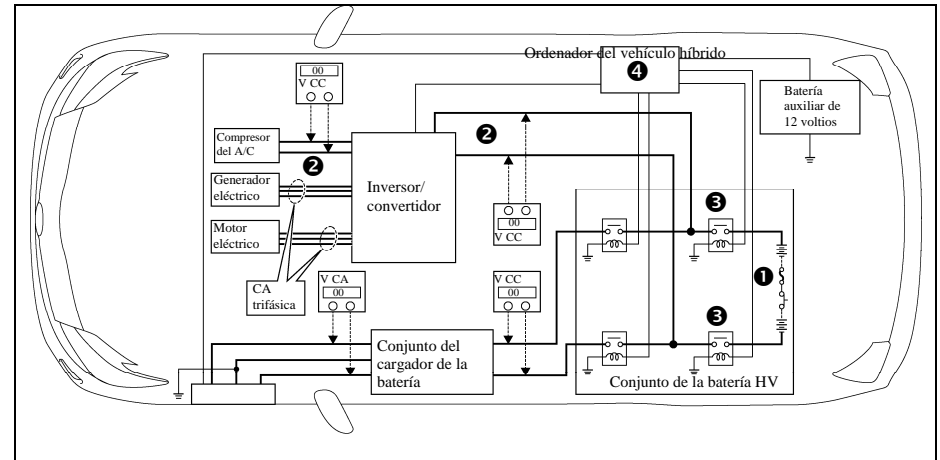 Ordenador del vehículo híbrido
❹
00
V CC
Batería
auxiliar de
12 voltios
Compresor
del A/C
❷
❷
Generador
eléctrico
Inversor/
convertidor
Motor
eléctrico
00
V CC
❸
❶
CA
trifásica
V CA
00
V CC
00
❸
Conjunto del
cargador de la
batería
Conjunto de la batería HV